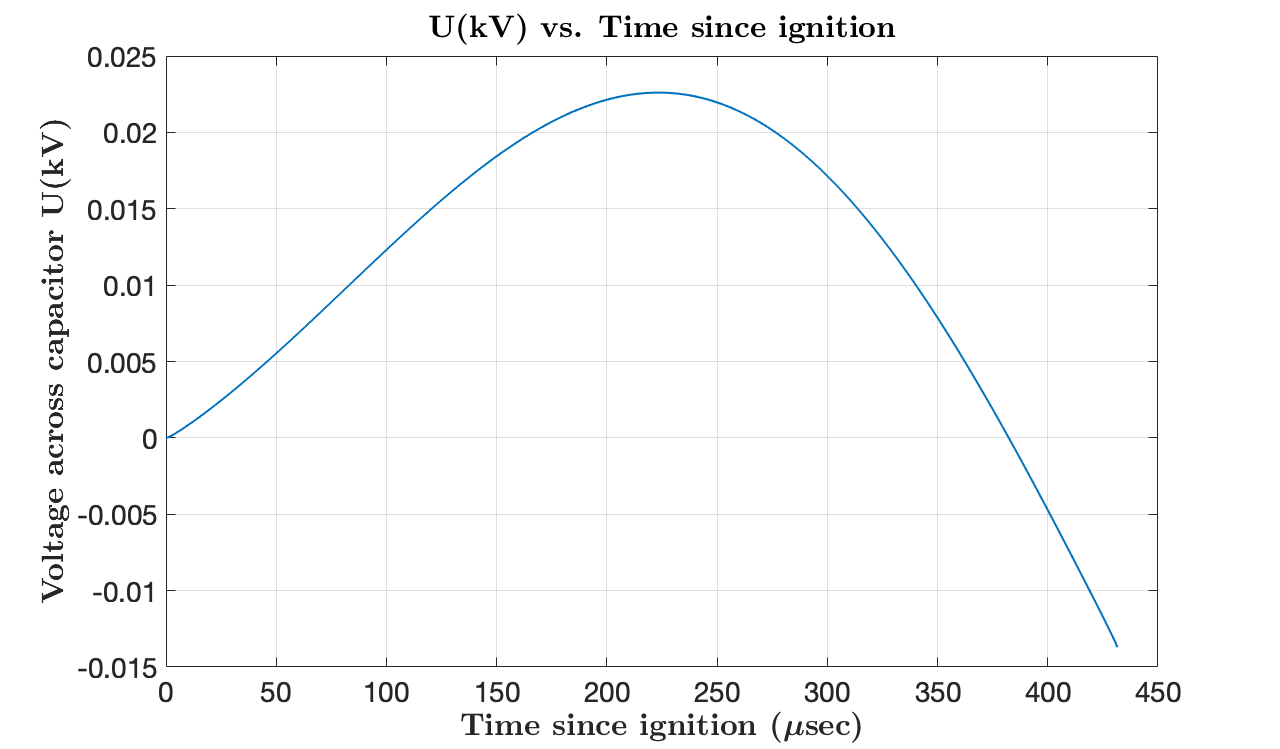 U(kV) vs. Time since ignition
0.025
0.02
0.015
0.01
0.005
0
-0.005
-0.01
-0.015
Voltage across capacitor U(kV)
0 50 100 150 200 250 300 350 400 450
Time since ignition (μsec)